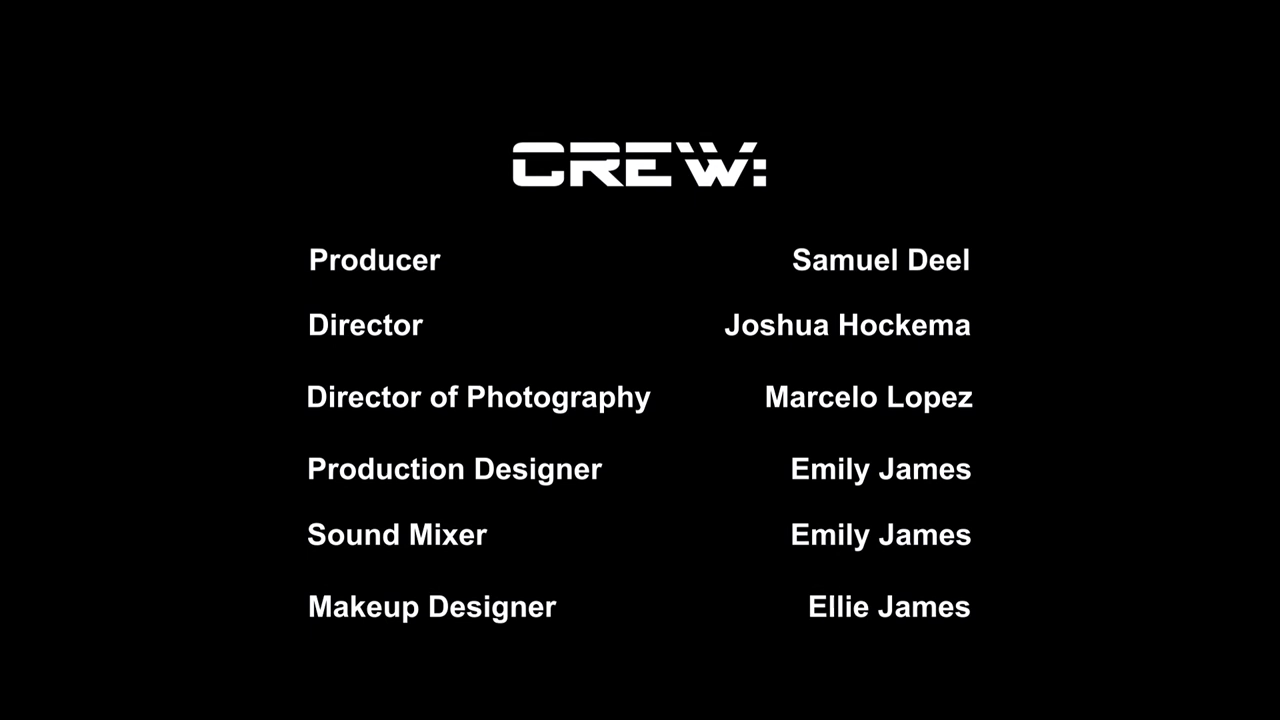 CREW:
Producer Samuel Deel
Director Joshua Hockema
Director of Photography Marcelo Lopez
Production Designer Emily James
Sound Mixer Emily James
Makeup Designer Ellie James